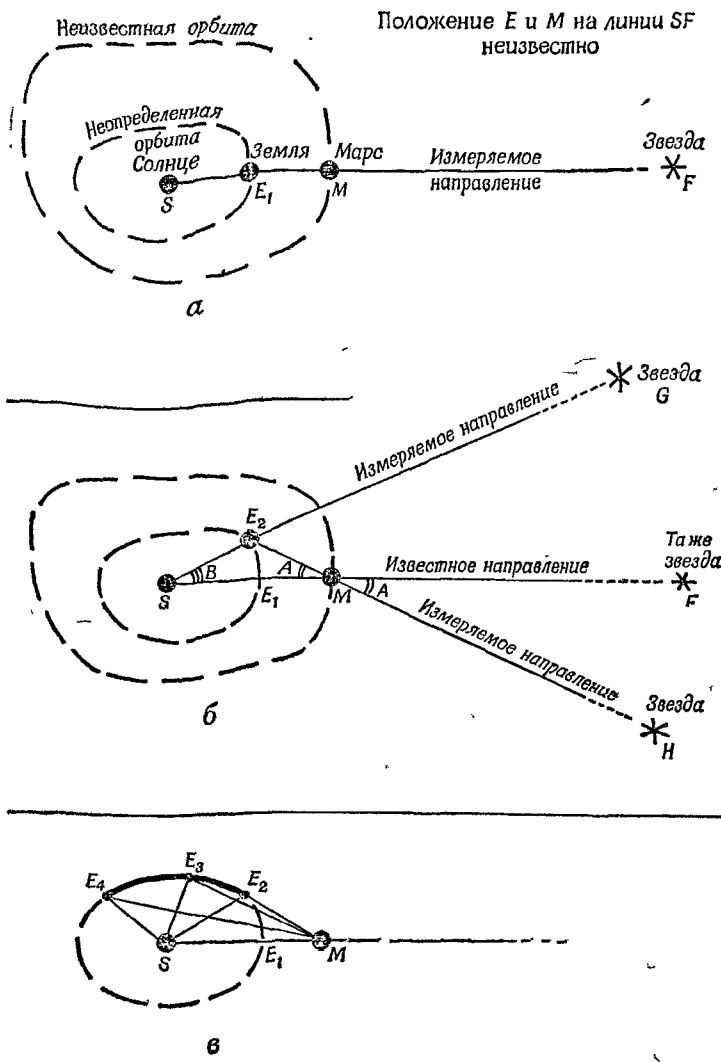 Положение E и M на линии SF
неизвестно
Неизвестная орбита
Неопределенная
орбита
Солнце
Земля
Марс
Измеряемое
направление
Звезда
F
S
E₁
M
а
Звезда
G
Измеряемое направление
E₂
Та же
звезда
B
A
Известное направление
S
E₁
M
A
F
Измеряемое направление
б
Звезда
H
E₄
E₃
E₂
S
E₁
M
в